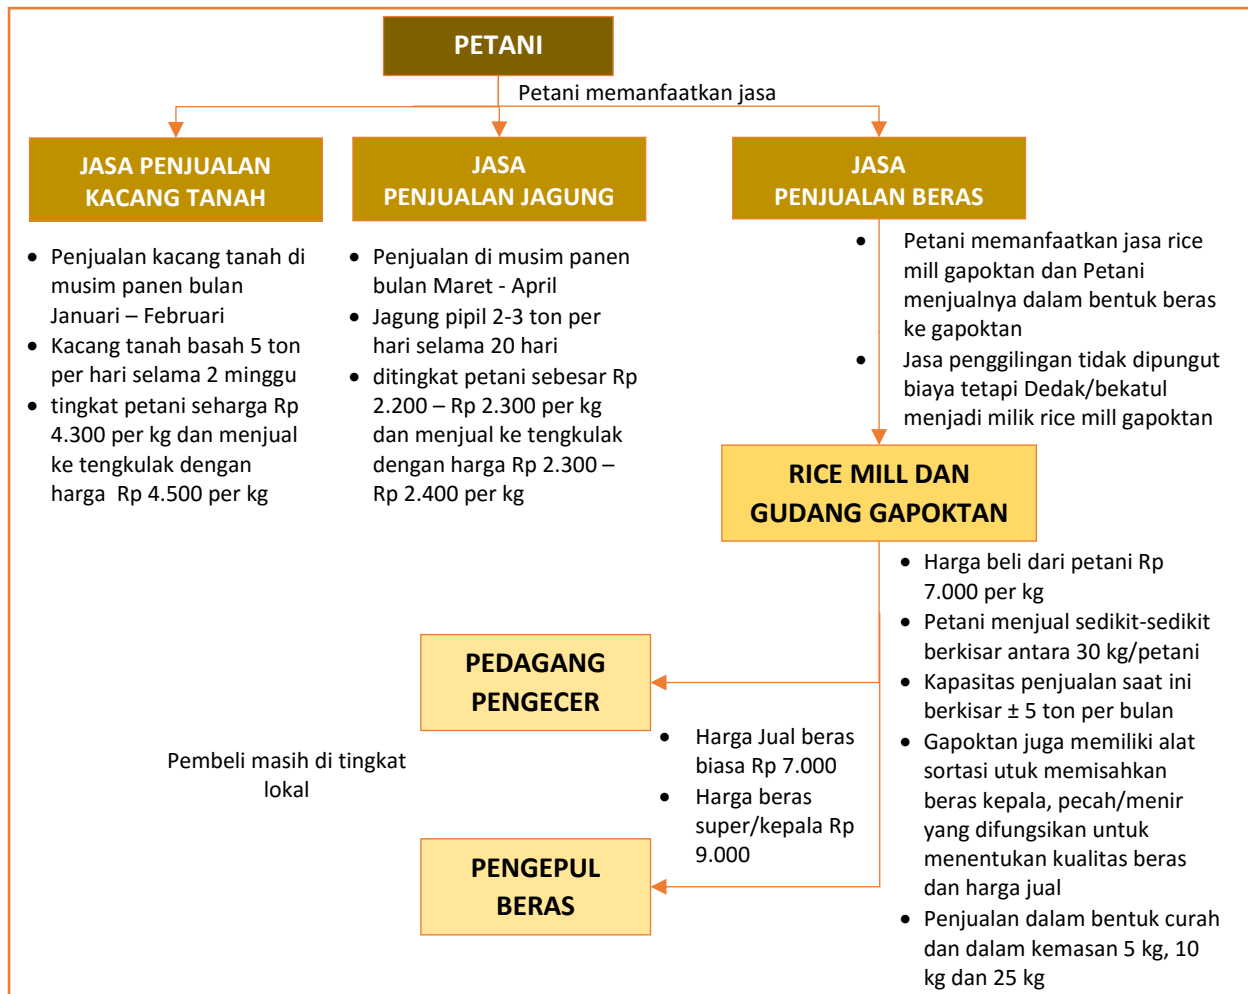 PETANI
Petani memanfaatkan jasa
JASA PENJUALAN
KACANG TANAH
JASA
PENJUALAN JAGUNG
JASA
PENJUALAN BERAS
• Penjualan kacang tanah di
musim panen bulan
Januari – Februari
• Kacang tanah basah 5 ton
per hari selama 2 minggu
• tingkat petani seharga Rp
4.300 per kg dan menjual
ke tengkulak dengan
harga Rp 4.500 per kg
• Penjualan di musim panen
bulan Maret - April
• Jagung pipil 2-3 ton per
hari selama 20 hari
• ditingkat petani sebesar Rp
2.200 – Rp 2.300 per kg
dan menjual ke tengkulak
dengan harga Rp 2.300 –
Rp 2.400 per kg
• Petani memanfaatkan jasa rice
mill gapoktan dan Petani
menjualnya dalam bentuk beras
ke gapoktan
• Jasa penggilingan tidak dipungut
biaya tetapi Dedak/bekatul
menjadi milik rice mill gapoktan
RICE MILL DAN
GUDANG GAPOKTAN
• Harga beli dari petani Rp
7.000 per kg
• Petani menjual sedikit-sedikit
berkisar antara 30 kg/petani
• Kapasitas penjualan saat ini
berkisar ± 5 ton per bulan
• Gapoktan juga memiliki alat
sortasi utuk memisahkan
beras kepala, pecah/menir
yang difungsikan untuk
menentukan kualitas beras
dan harga jual
• Penjualan dalam bentuk curah
dan dalam kemasan 5 kg, 10
kg dan 25 kg
PEDAGANG
PENGECER
• Harga Jual beras
biasa Rp 7.000
• Harga beras
super/kepala Rp
9.000
Pembeli masih di tingkat
lokal
PENGEPUL
BERAS